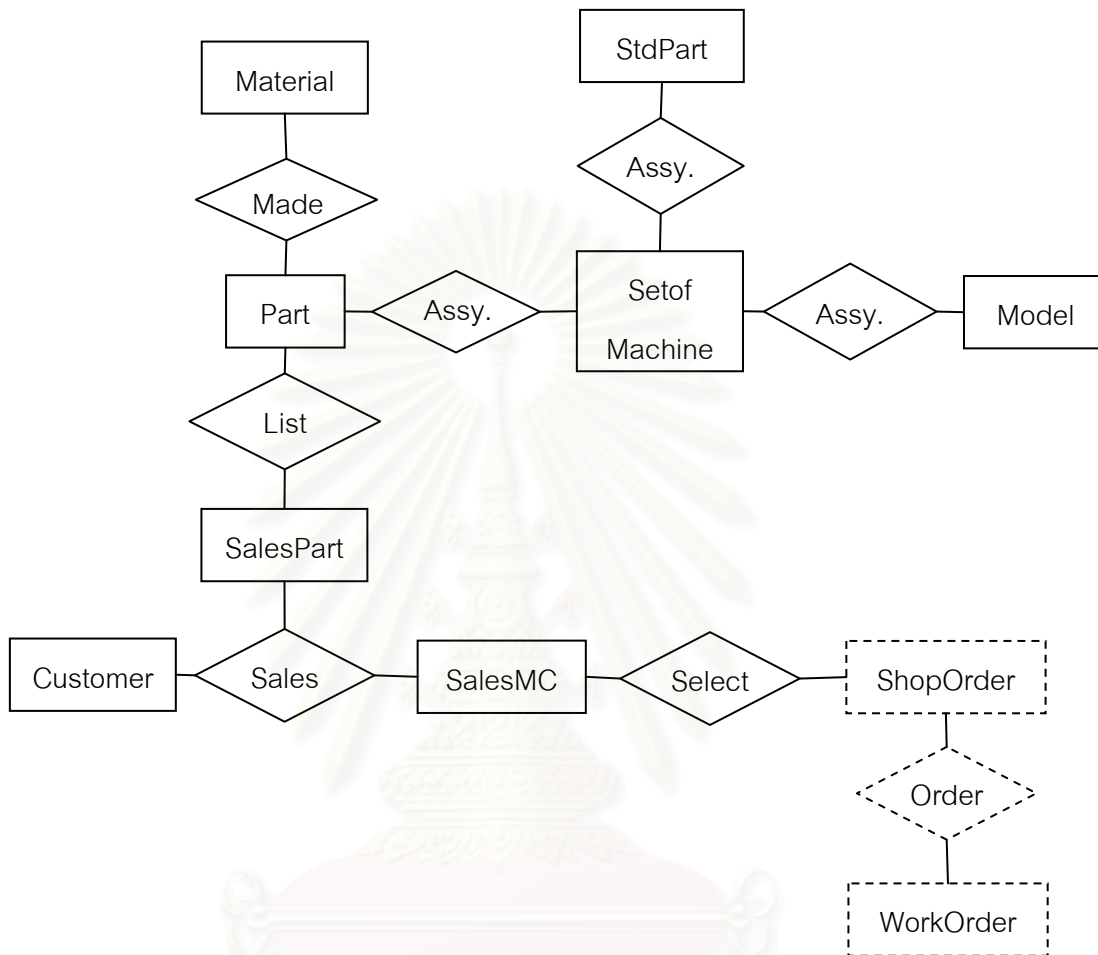 StdPart
Material
Assy.
Made
Setof
Machine
Part
Assy.
Assy.
Model
List
SalesPart
Customer
Sales
SalesMC
Select
ShopOrder
Order
WorkOrder